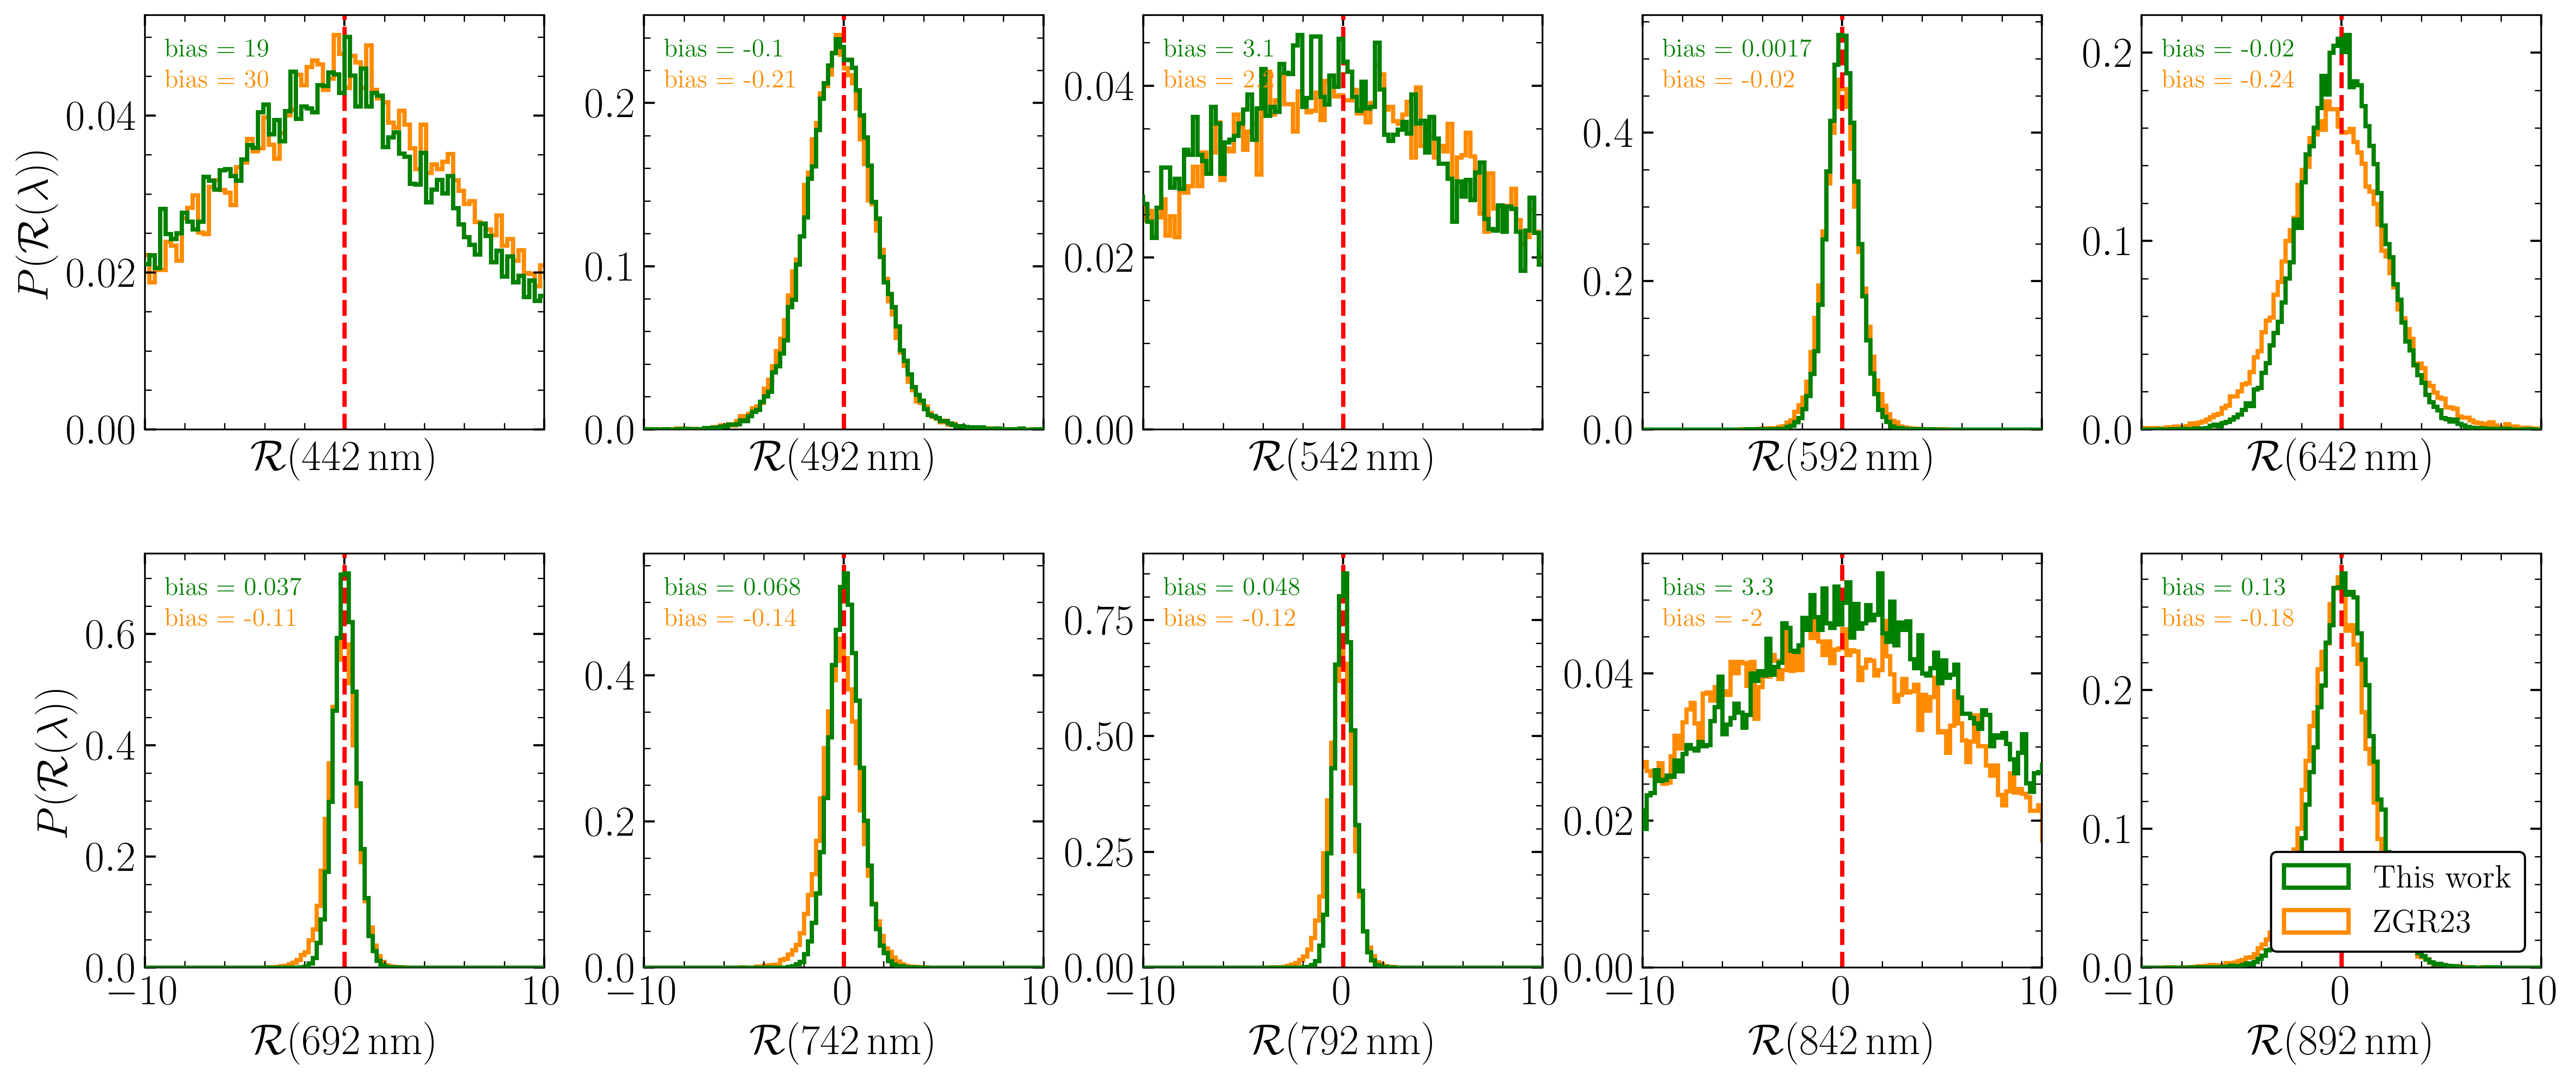 bias = 19
bias = 30
0.04
0.02
0.00
P(R(λ))
R(442 nm)
bias = -0.1
bias = -0.21
0.2
0.1
0.0
R(492 nm)
bias = 3.1
bias =
0.04
0.02
0.00
R(542 nm)
bias = 0.0017
bias = -0.02
0.4
0.2
0.0
R(592 nm)
bias = -0.02
bias = -0.24
0.2
0.1
0.0
R(642 nm)
bias = 0.037
bias = -0.11
0.6
0.4
0.2
0.0
P(R(λ))
−10 0 10
R(692 nm)
bias = 0.068
bias = -0.14
0.4
0.2
0.0
−10 0 10
R(742 nm)
bias = 0.048
bias = -0.12
0.75
0.50
0.25
0.00
−10 0 10
R(792 nm)
bias = 3.3
bias = -2
0.04
0.02
0.00
−10 0 10
R(842 nm)
bias = 0.13
bias = -0.18
0.2
0.1
0.0
This work
ZGR23
−10 0 10
R(892 nm)